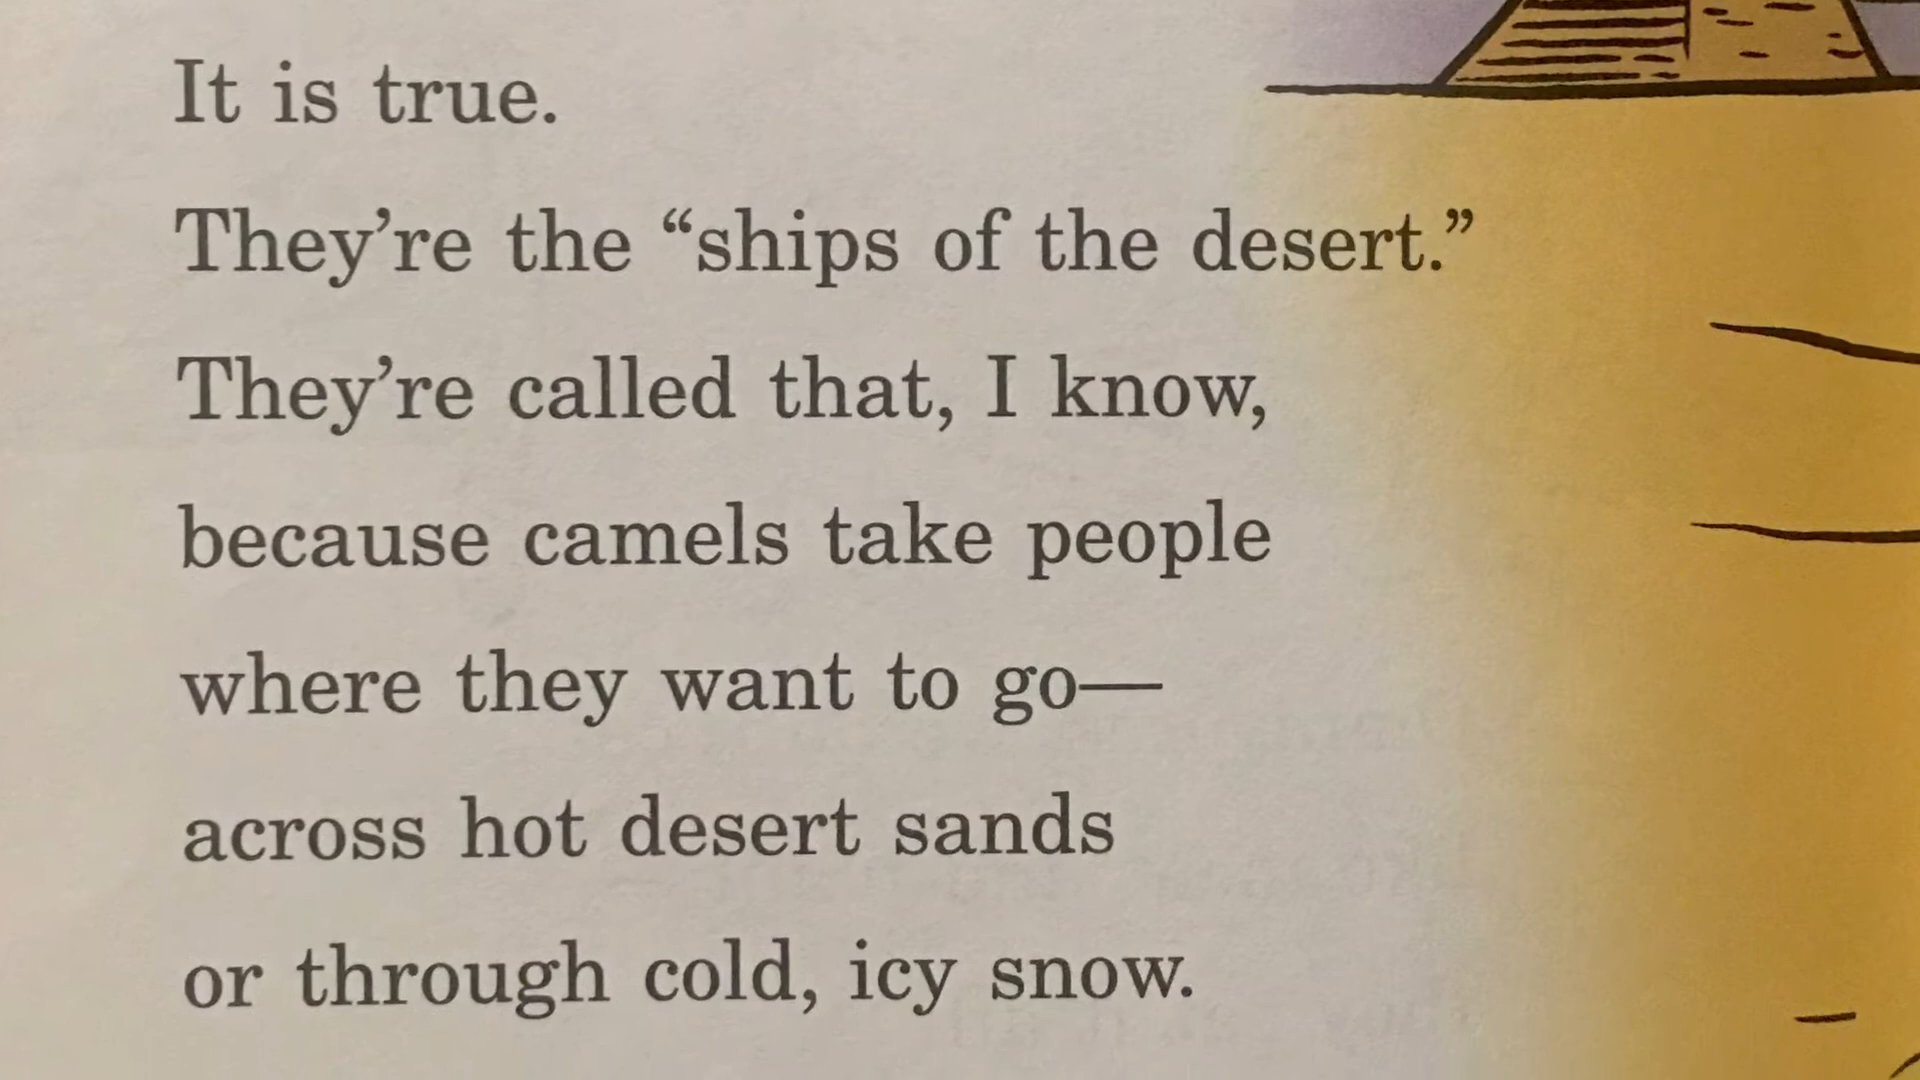 It is true.
They’re the “ships of the desert.”
They’re called that, I know,
because camels take people
where they want to go—
across hot desert sands
or through cold, icy snow.